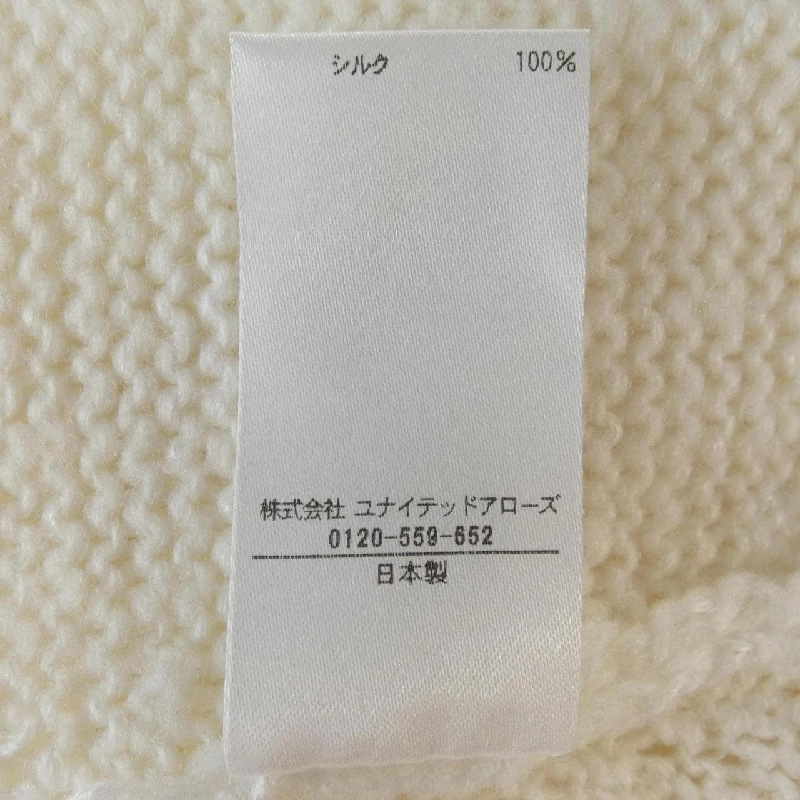 シルク 100%
株式会社 ユナイテッドアローズ
0120-559-652
日本製